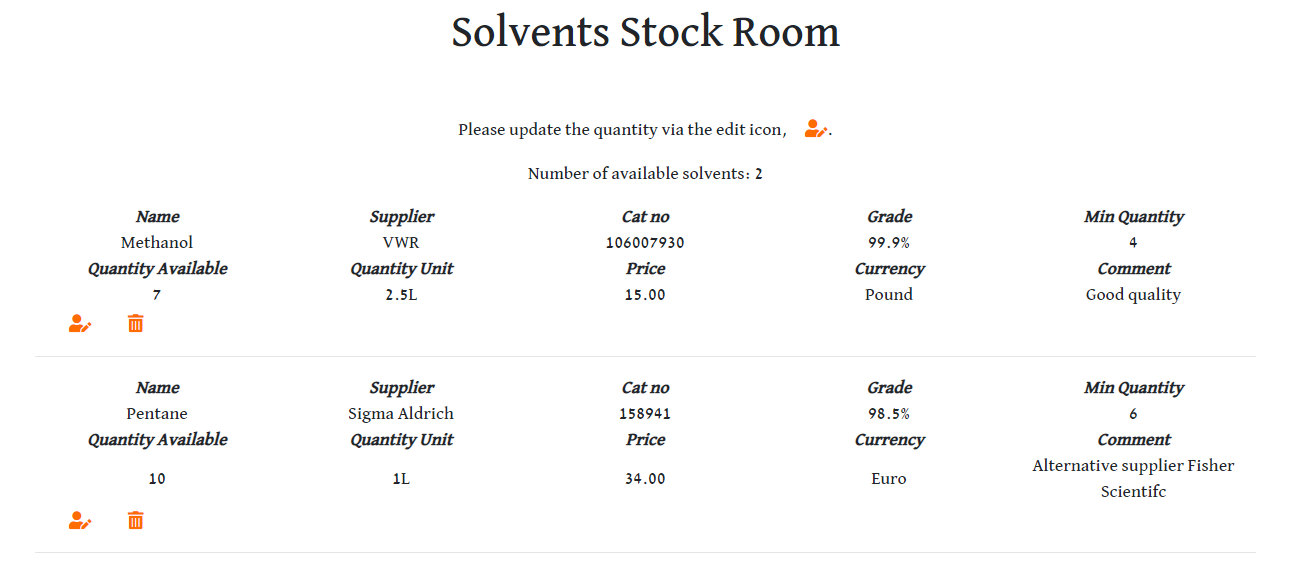 Solvents Stock Room
Please update the quantity via the edit icon, .
Number of available solvents: 2
Name Supplier Cat no Grade Min Quantity
Methanol VWR 106007930 99.9% 4
Quantity Available Quantity Unit Price Currency Comment
7 2.5L 15.00 Pound Good quality
Name Supplier Cat no Grade Min Quantity
Pentane Sigma Aldrich 158941 98.5% 6
Quantity Available Quantity Unit Price Currency Comment
10 1L 34.00 Euro Alternative supplier Fisher
Scientifc